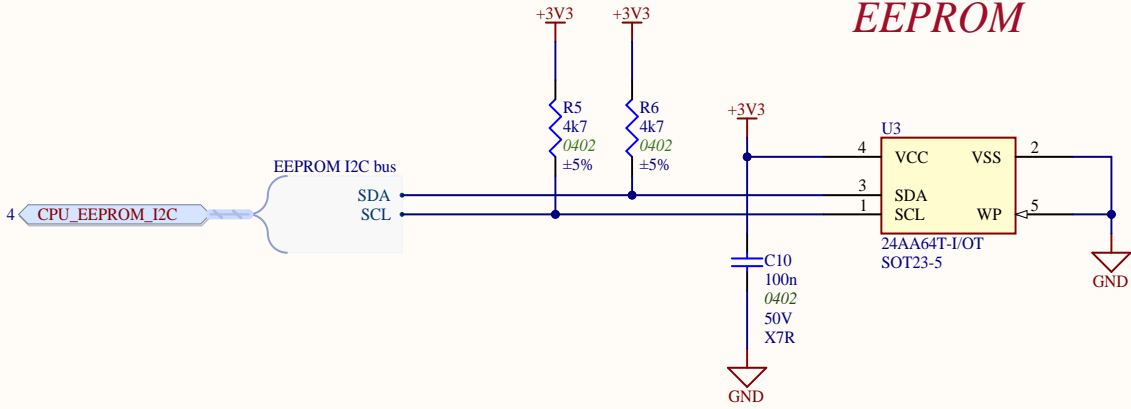 EEPROM
+3V3
+3V3
R5
4k7
0402
±5%
R6
4k7
0402
±5%
+3V3
U3
4 VCC VSS 2
3 SDA
1 SCL WP 5
24AA64T-I/OT
SOT23-5
EEPROM I2C bus
SDA
SCL
4 CPU_EEPROM_I2C
C10
100n
0402
50V
X7R
GND
GND